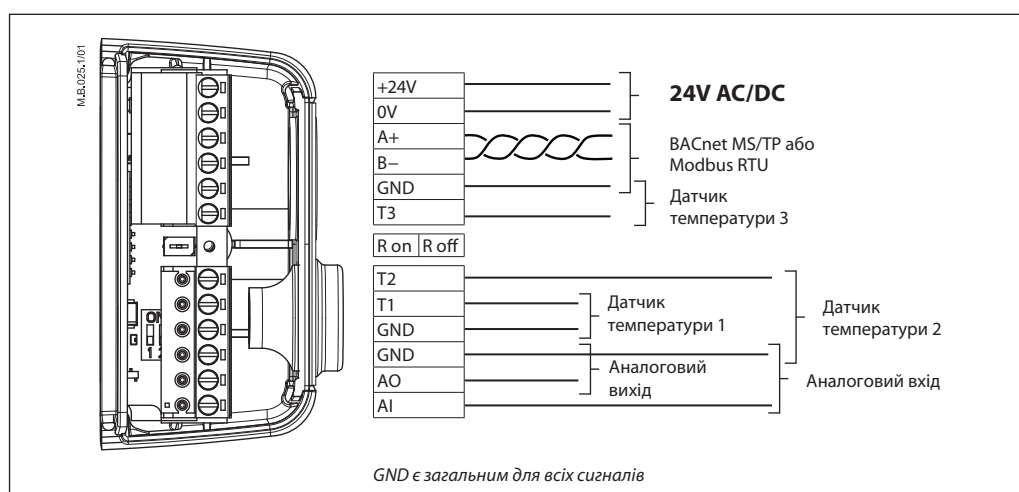 M.B.025.1/01
+24V
0V
A+
B−
GND
T3
24V AC/DC
BACnet MS/TP або
Modbus RTU
Датчик
температури 3
R on R off
T2
T1
GND
GND
AO
AI
Датчик
температури 1
Датчик
температури 2
Аналоговий
вихід
Аналоговий вхід
1 2
GND є загальним для всіх сигналів